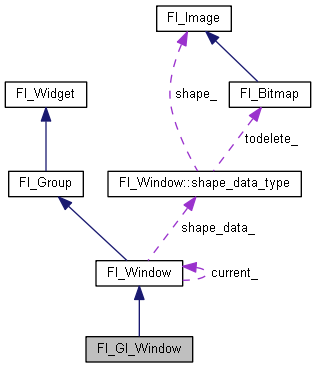 Fl_Image
Fl_Widget
shape_
Fl_Bitmap
todelete_
Fl_Group
Fl_Window::shape_data_type
shape_data_
Fl_Window
current_
Fl_Gl_Window